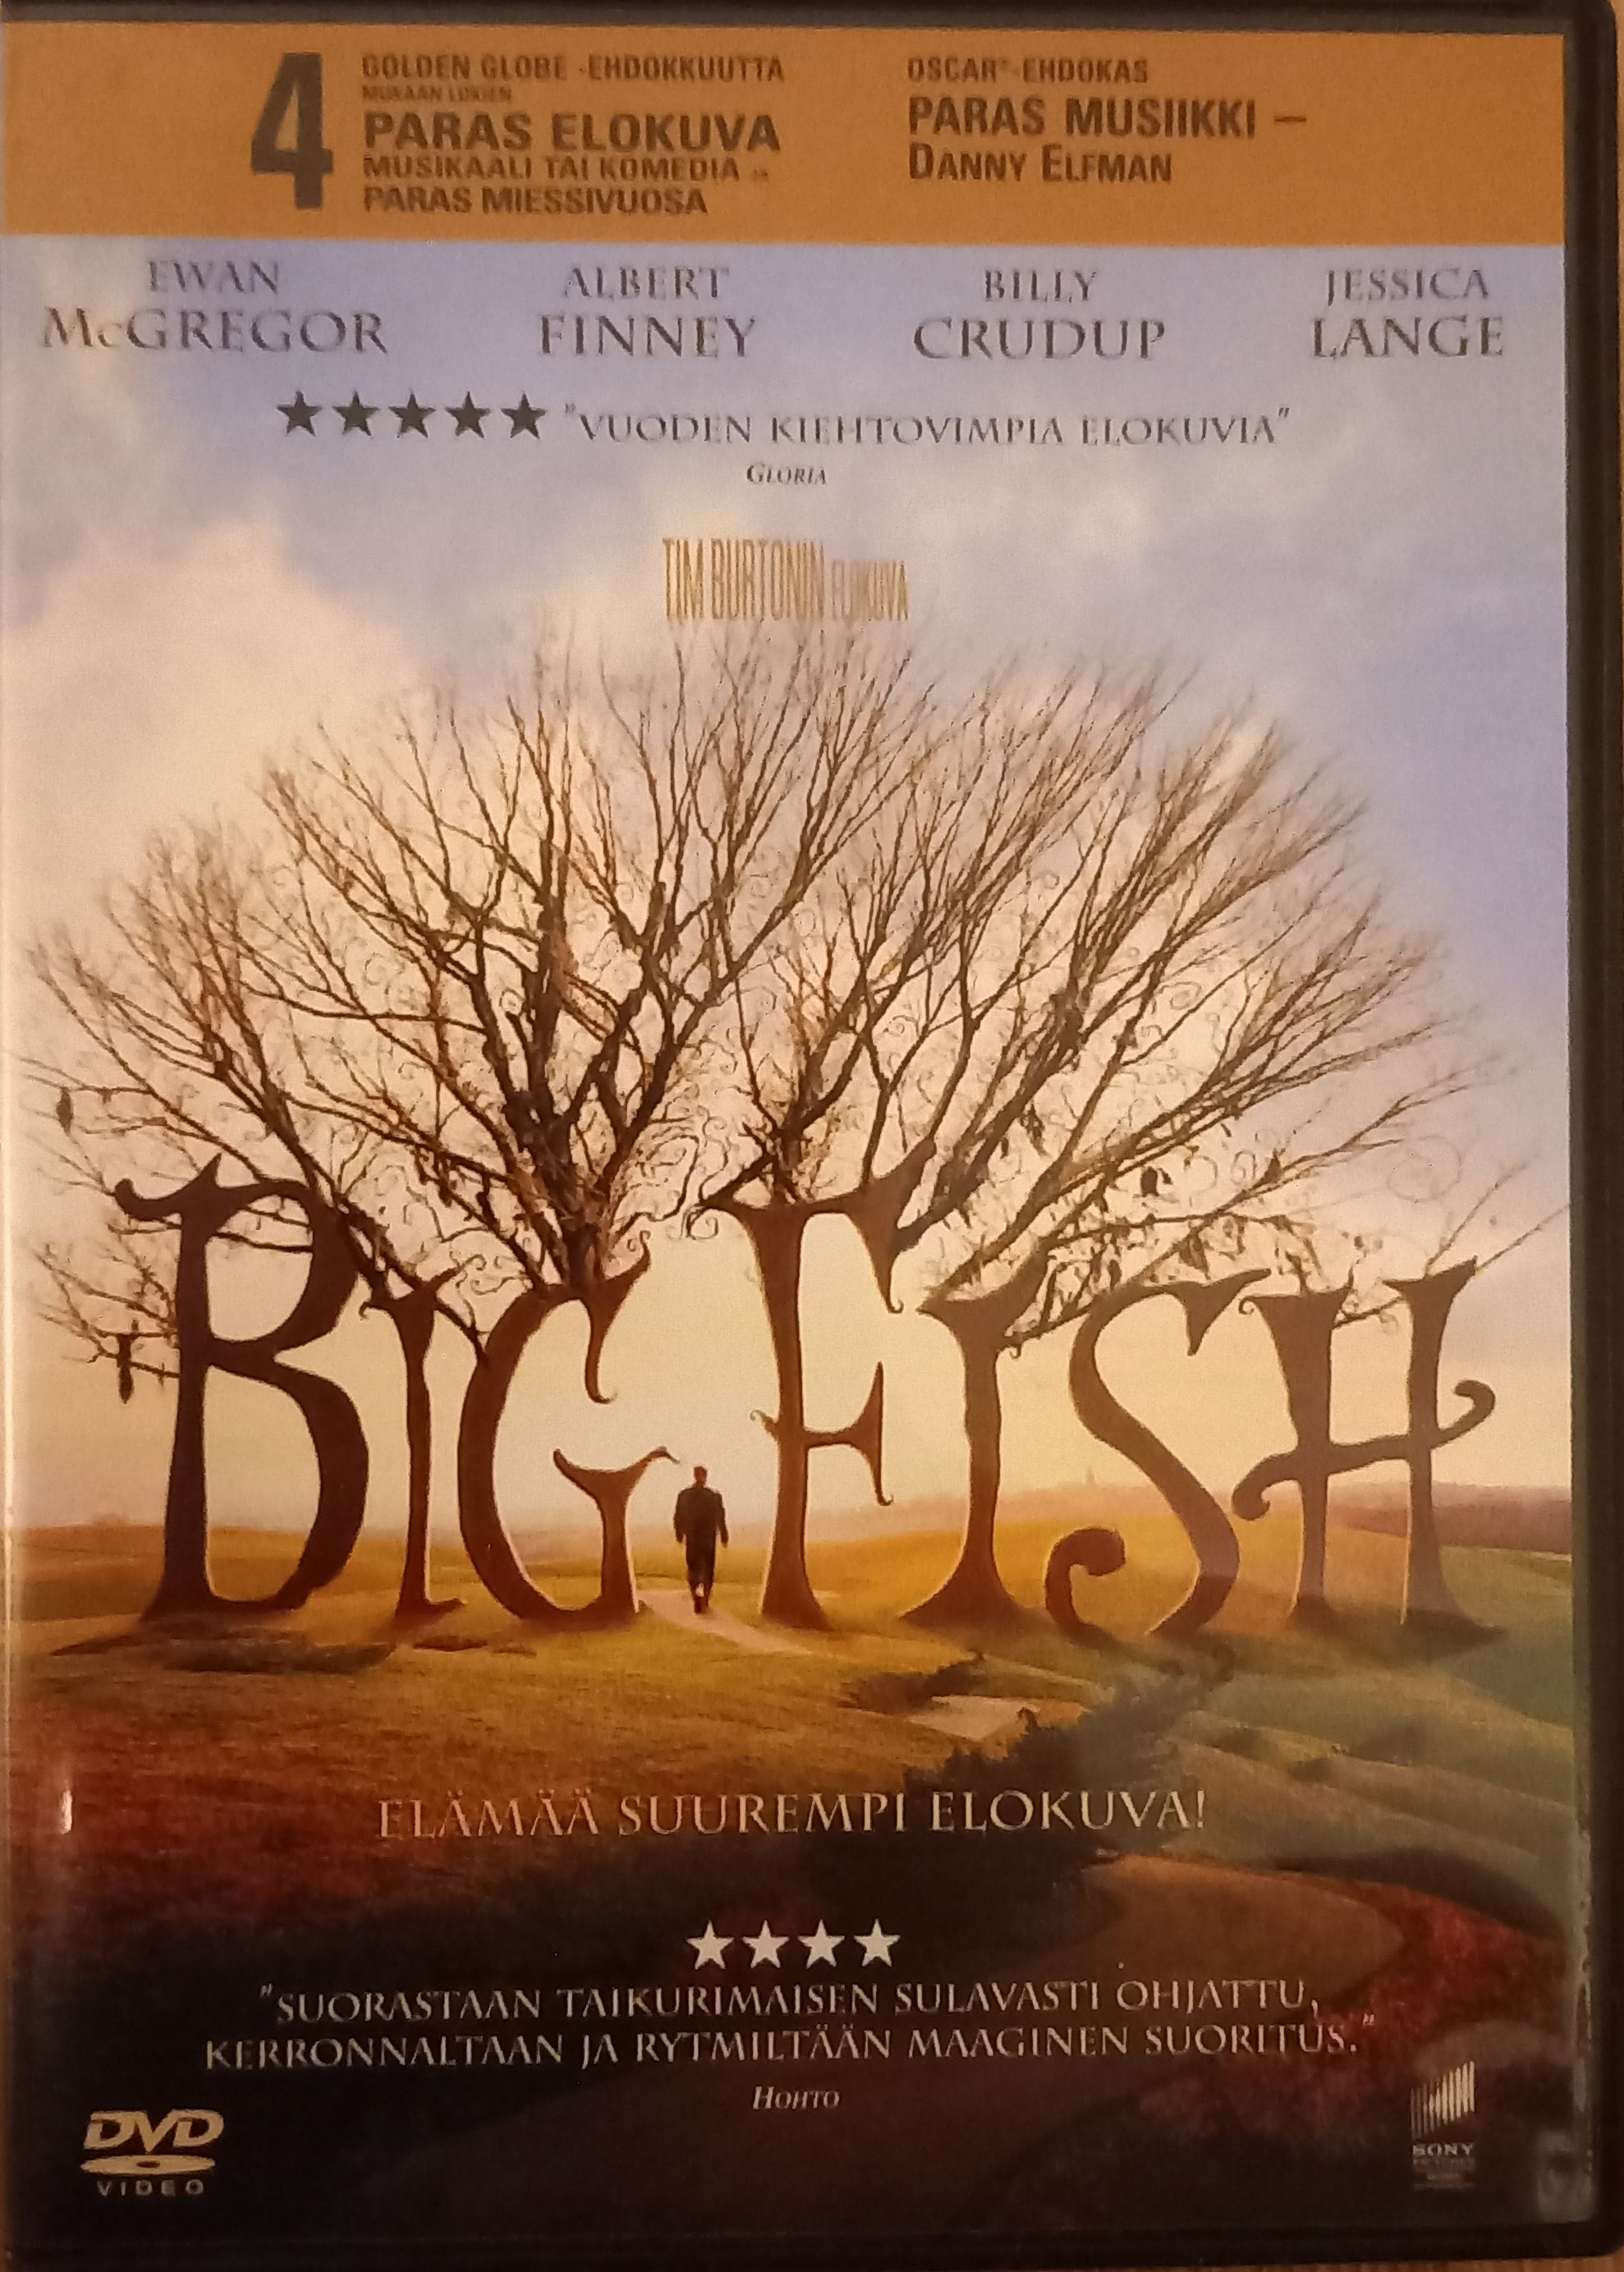 4
GOLDEN GLOBE -EHDOKKUUTTA
MUKAAN LUKIEN
PARAS ELOKUVA
MUSIKAALI TAI KOMEDIA JA
PARAS MIESSIVUOSA
OSCAR®-EHDOKAS
PARAS MUSIIKKI –
DANNY ELFMAN
EWAN
McGREGOR
ALBERT
FINNEY
BILLY
CRUDUP
JESSICA
LANGE
★★★★★ "VUODEN KIEHTOVIMPIA ELOKUVIA"
GLORIA
TIM BURTONIN ELOKUVA
BIG FISH
ELÄMÄÄ SUUREMPI ELOKUVA!
★★★★
"SUORASTAAN TAIKURIMAISEN SULAVASTI OHJATTU,
KERRONNALTAAN JA RYTMILTÄÄN MAAGINEN SUORITUS."
HOHTO
DVD
VIDEO
SONY
PICTURES